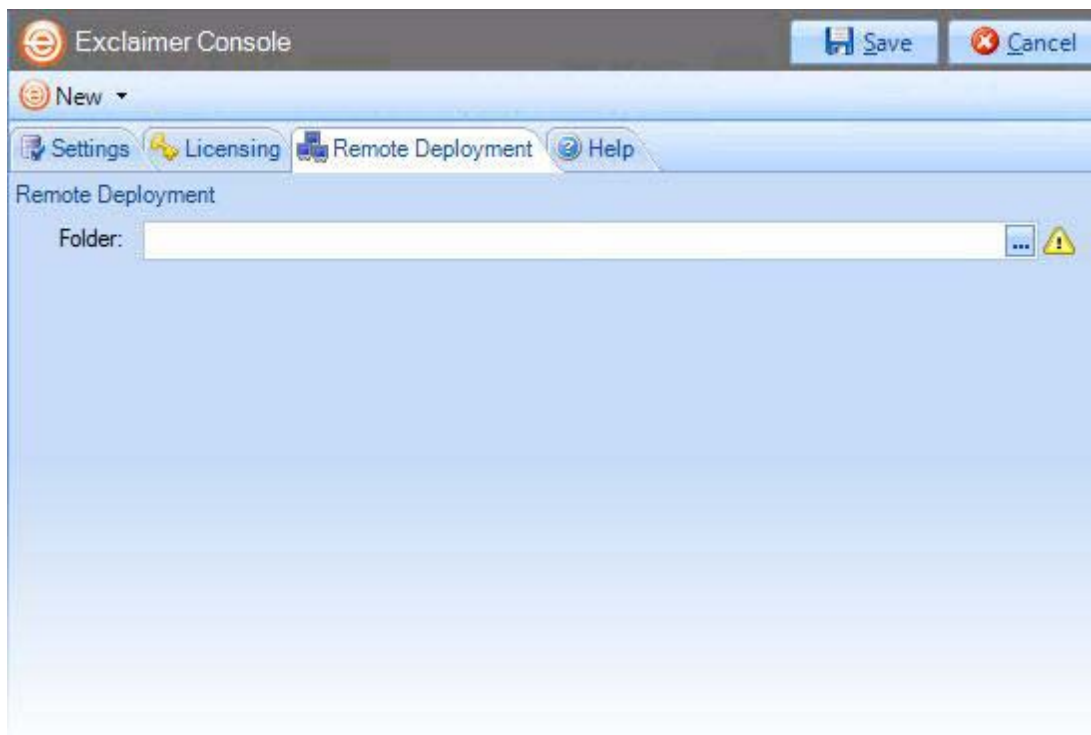 Exclaimer Console
Save
Cancel
New
Settings
Licensing
Remote Deployment
Help
Remote Deployment
Folder:
...